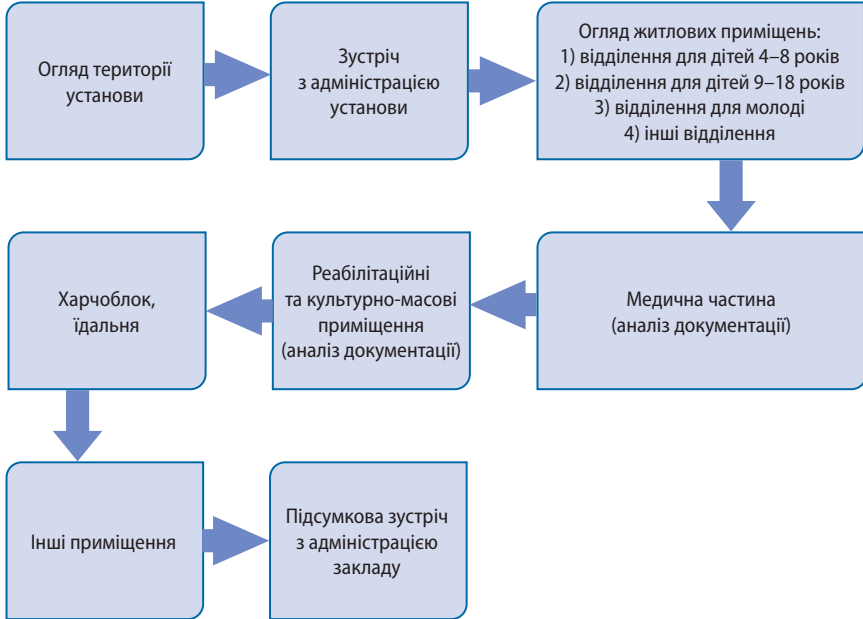 Огляд території
установи
Зустріч
з адміністрацією
установи
Огляд житлових приміщень:
1) відділення для дітей 4–8 років
2) відділення для дітей 9–18 років
3) відділення для молоді
4) інші відділення
Медична частина
(аналіз документації)
Реабілітаційні
та культурно-масові
приміщення
(аналіз документації)
Харчоблок,
їдальня
Інші приміщення
Підсумкова зустріч
з адміністрацією
закладу